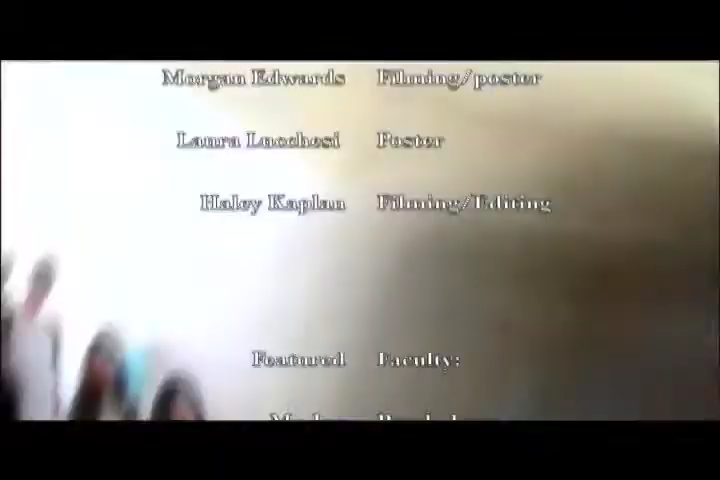 Morgan Edwards Filming/poster
Laura Lucchesi Poster
Haley Kaplan Filming/Editing
Featured Faculty: